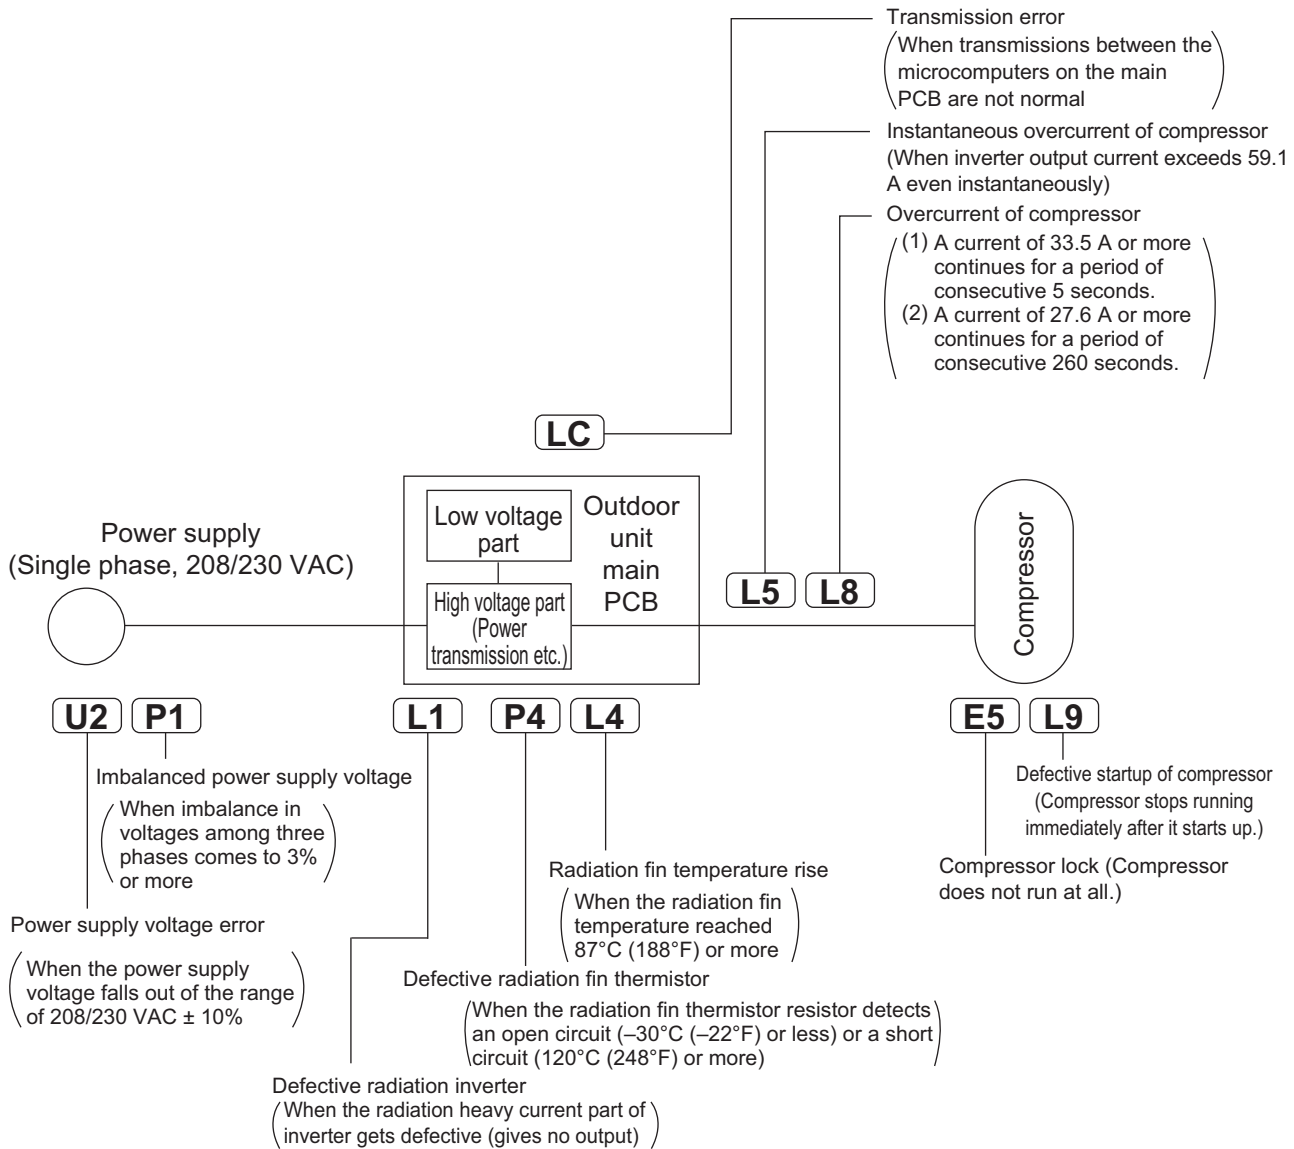 Transmission error
When transmissions between the
microcomputers on the main
PCB are not normal
Instantaneous overcurrent of compressor
(When inverter output current exceeds 59.1
A even instantaneously)
Overcurrent of compressor
(1) A current of 33.5 A or more
continues for a period of
consecutive 5 seconds.
(2) A current of 27.6 A or more
continues for a period of
consecutive 260 seconds.
LC
Power supply
(Single phase, 208/230 VAC)
Low voltage
part
High voltage part
(Power
transmission etc.)
Outdoor
unit
main
PCB
L5 L8
Compressor
U2 P1
L1 P4 L4
E5 L9
Imbalanced power supply voltage
When imbalance in
voltages among three
phases comes to 3%
or more
Power supply voltage error
When the power supply
voltage falls out of the range
of 208/230 VAC ± 10%
Radiation fin temperature rise
When the radiation fin
temperature reached
87°C (188°F) or more
Defective radiation fin thermistor
When the radiation fin thermistor resistor detects
an open circuit (–30°C (–22°F) or less) or a short
circuit (120°C (248°F) or more)
Defective radiation inverter
When the radiation heavy current part of
inverter gets defective (gives no output)
Defective startup of compressor
(Compressor stops running
immediately after it starts up.)
Compressor lock (Compressor
does not run at all.)